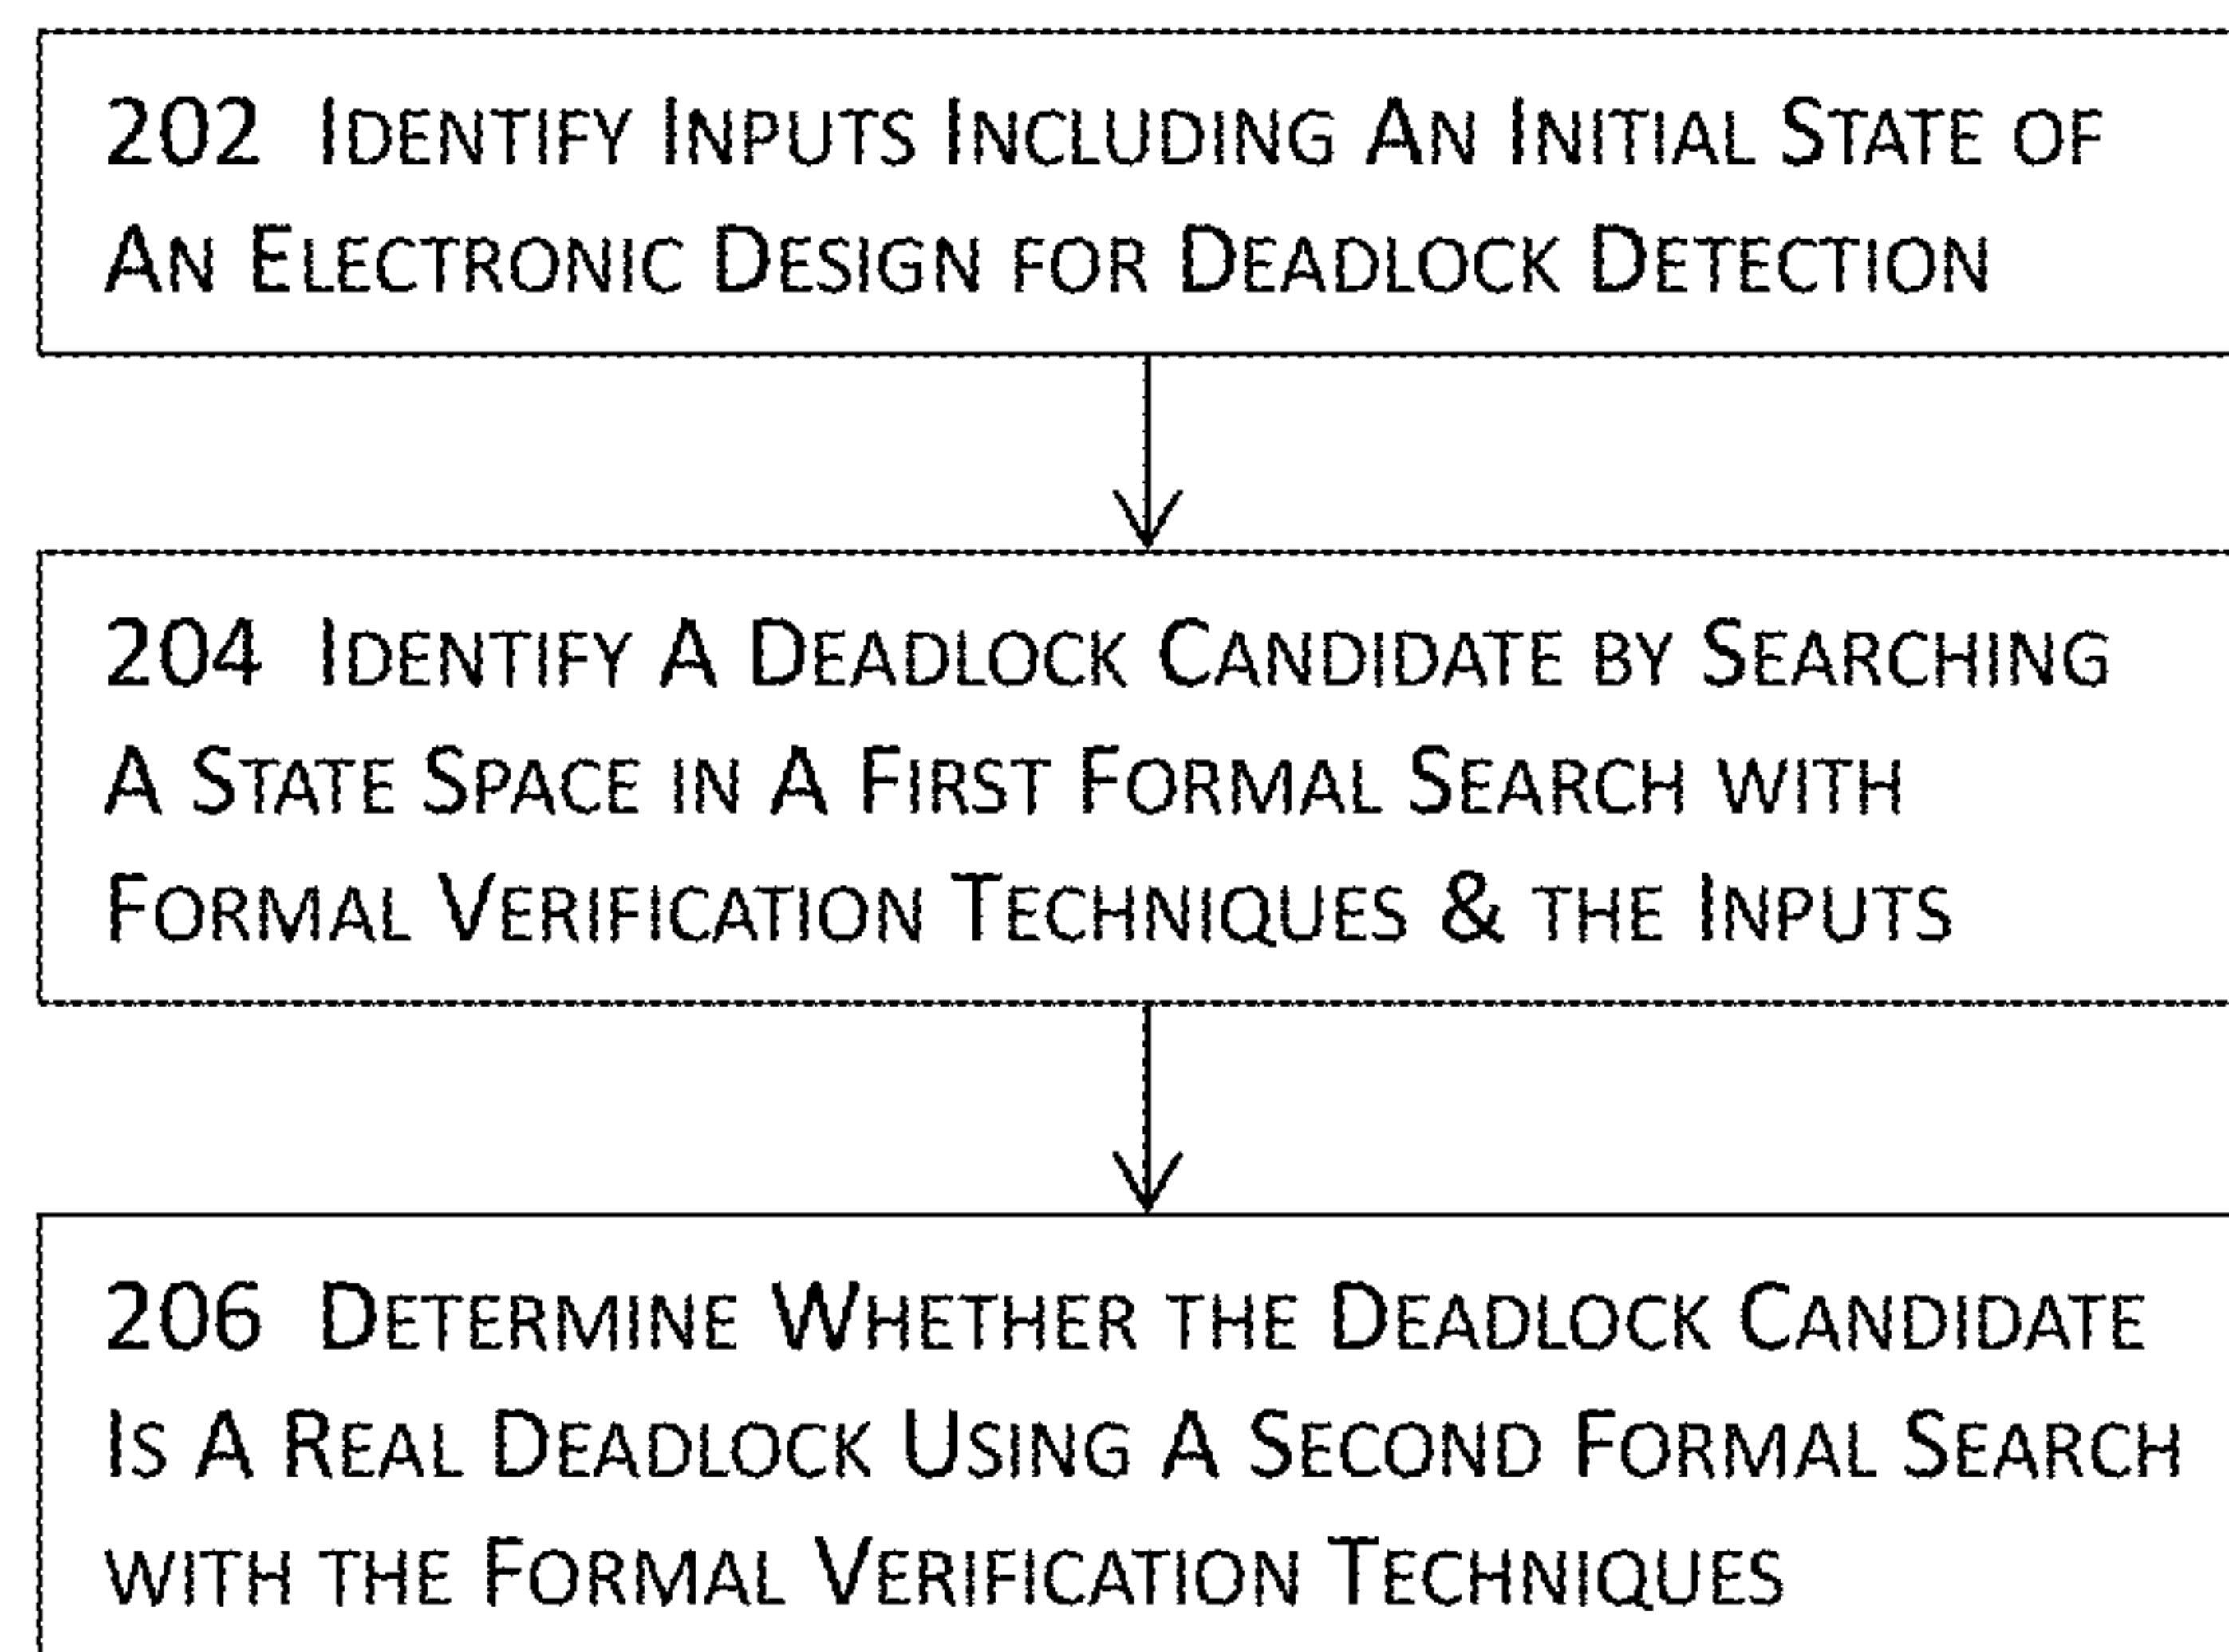 202 Identify Inputs Including An Initial State of
An Electronic Design for Deadlock Detection
204 Identify A Deadlock Candidate by Searching
A State Space in A First Formal Search with
Formal Verification Techniques & the Inputs
206 Determine Whether the Deadlock Candidate
Is A Real Deadlock Using A Second Formal Search
with the Formal Verification Techniques